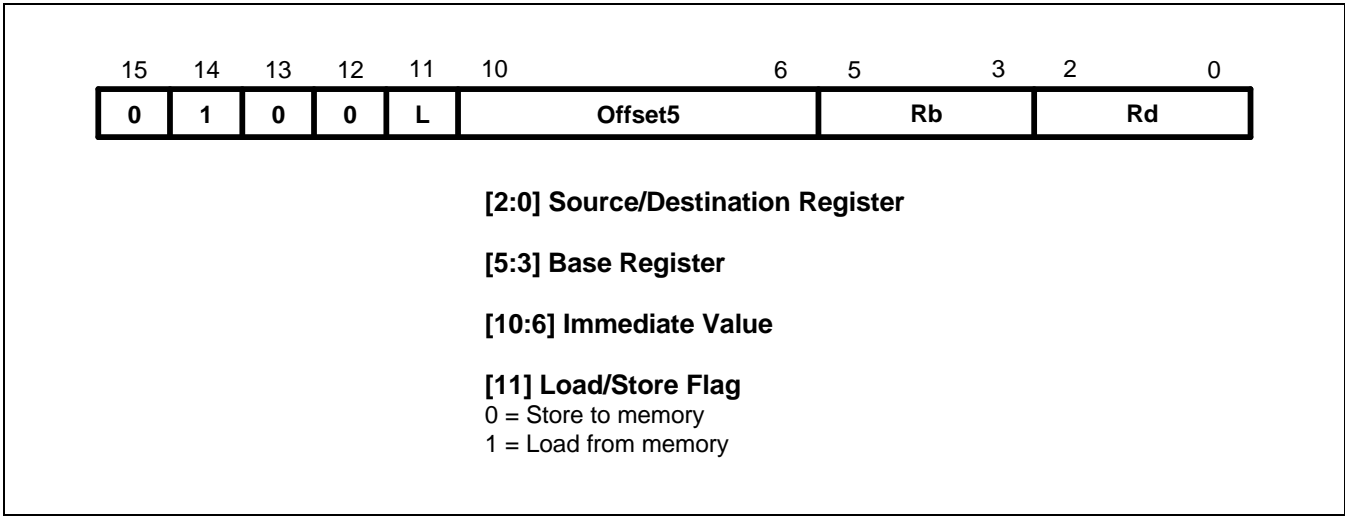 15 14 13 12 11 10 6 5 3 2 0
0 1 0 0 L Offset5 Rb Rd
[2:0] Source/Destination Register
[5:3] Base Register
[10:6] Immediate Value
[11] Load/Store Flag
0 = Store to memory
1 = Load from memory